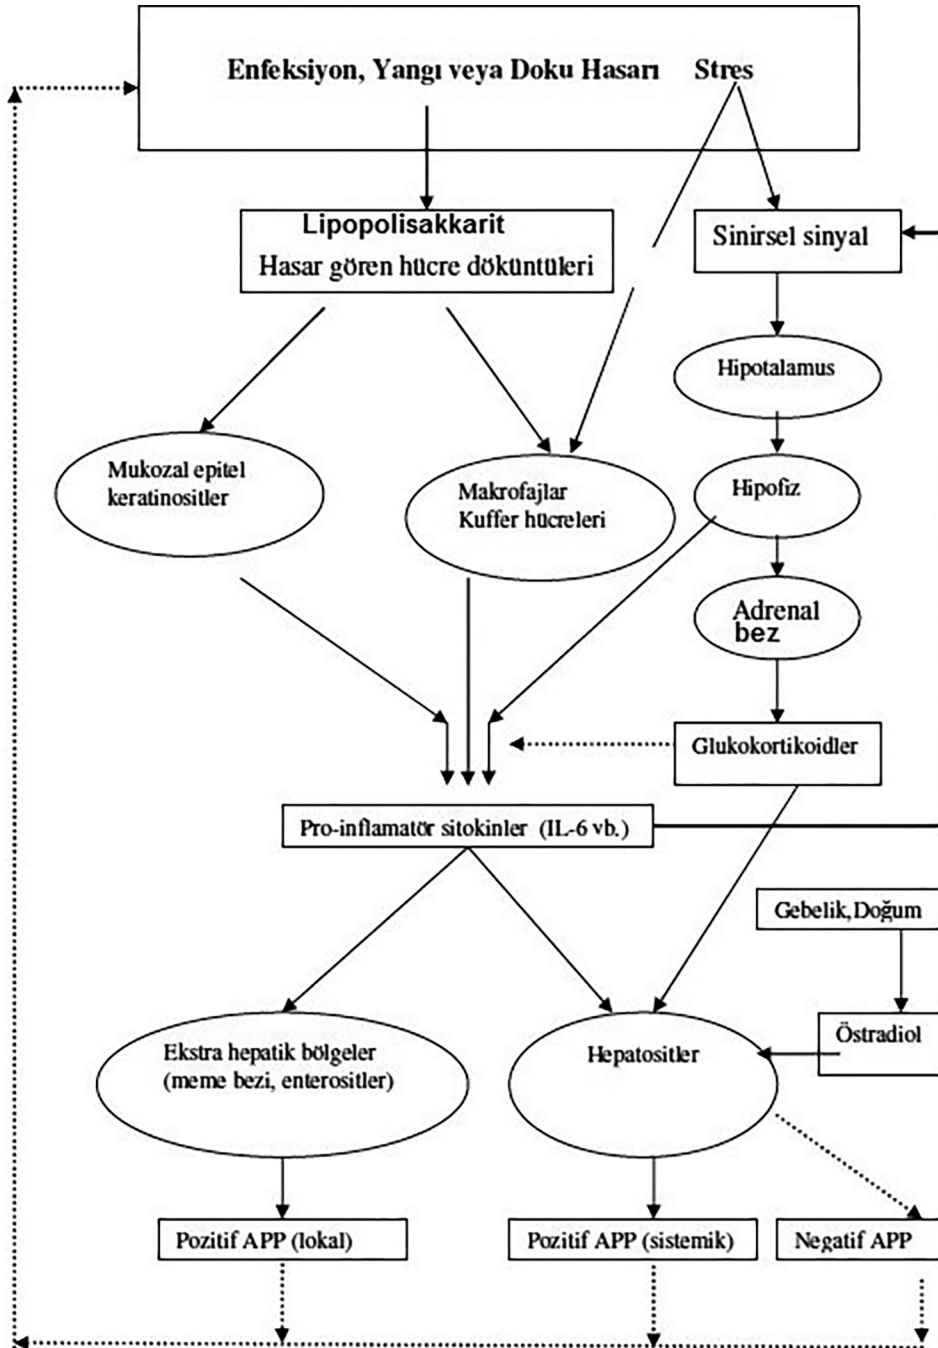 Enfeksiyon, Yangı veya Doku Hasarı Stres
Lipopolisakkarit
Hasar gören hücre döküntüleri
Sinirsel sinyal
Hipotalamus
Mukozal epitel
keratinositler
Makrofajlar
Kuffer hücreleri
Hipofiz
Adrenal
bez
Glukokortikoidler
Pro-inflamatör sitokinler (IL-6 vb.)
Gebelik,Doğum
Östradiol
Ekstra hepatik bölgeler
(meme bezi, enterositler)
Hepatositler
Pozitif APP (lokal)
Pozitif APP (sistemik)
Negatif APP